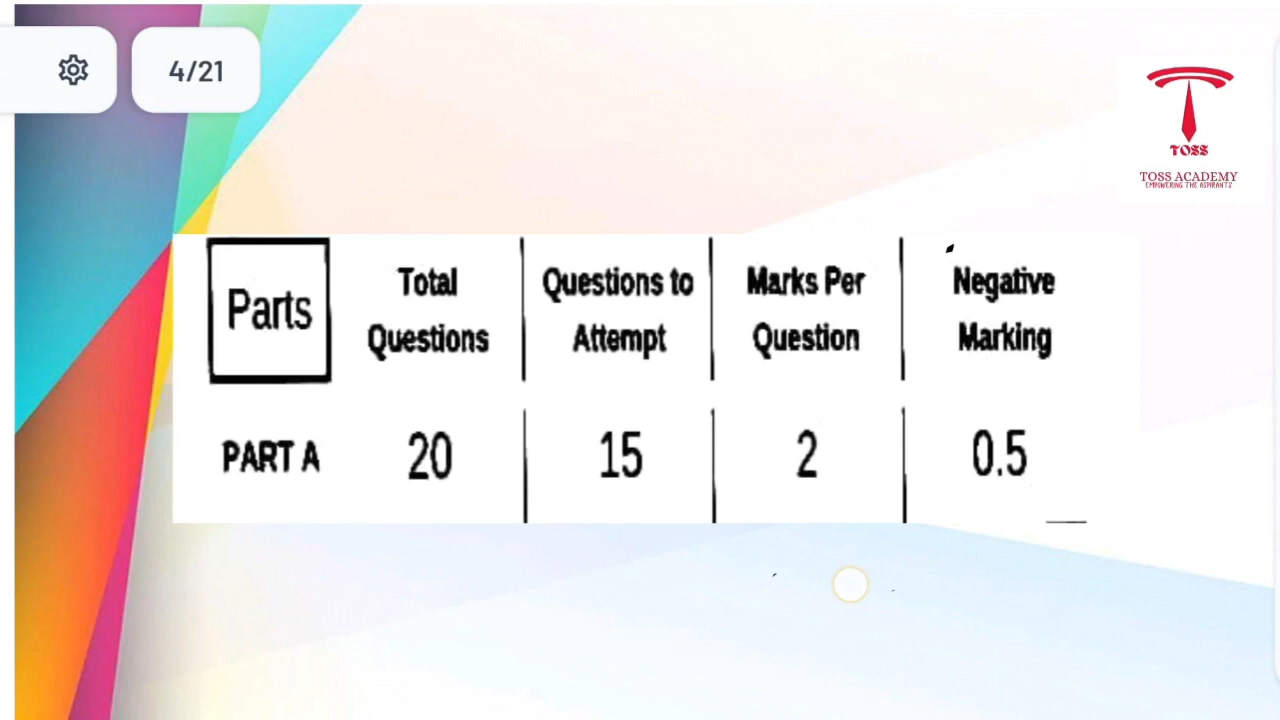 4/21
TOSS
TOSS ACADEMY
EMPOWERING THE ASPIRANTS
Parts
Total
Questions
Questions to
Attempt
Marks Per
Question
Negative
Marking
PART A 20 15 2 0.5